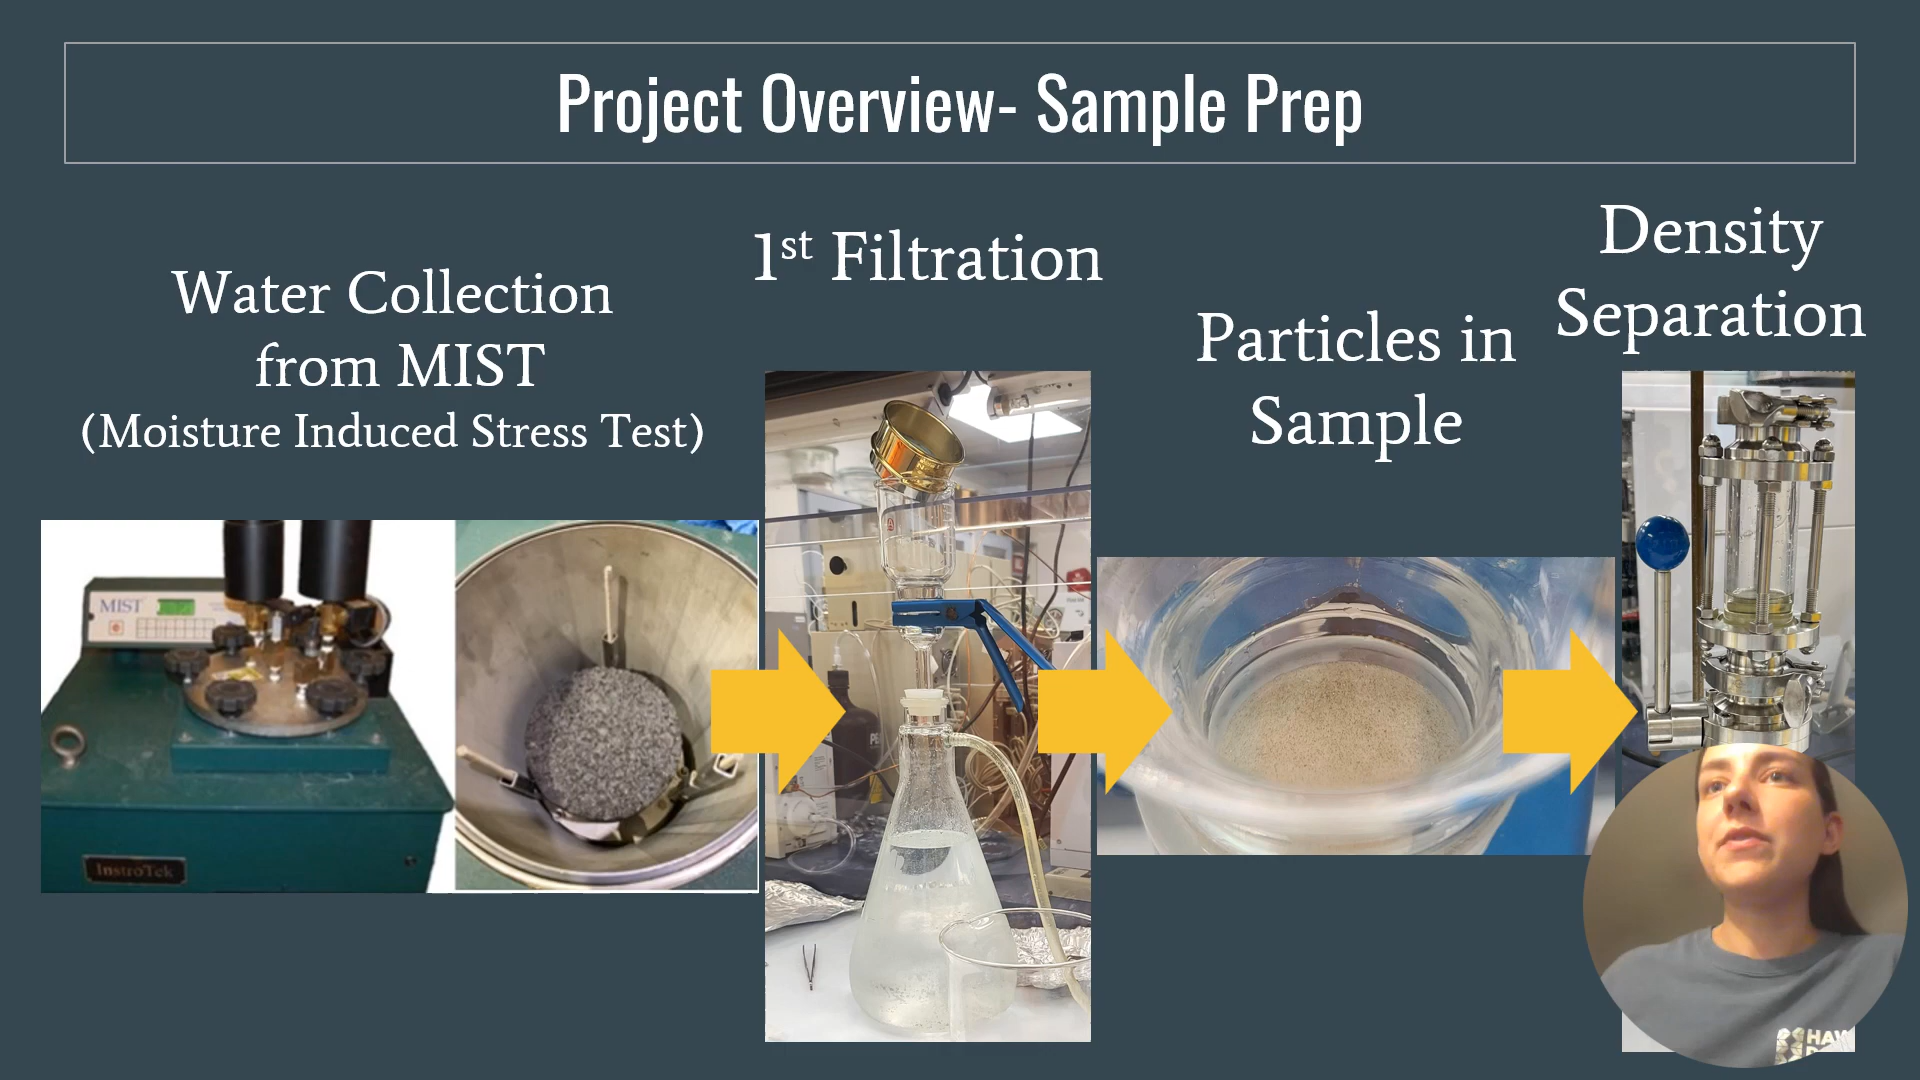 Project Overview- Sample Prep
Water Collection
from MIST
(Moisture Induced Stress Test)
1st Filtration
Particles in
Sample
Density
Separation
MIST
InstroTek
HAW